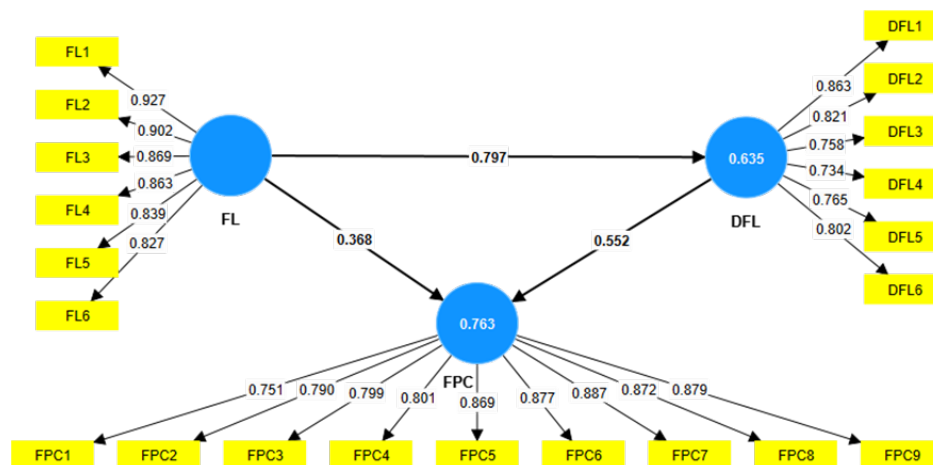 DFL1
FL1
0.927
0.863
DFL2
FL2
0.902
0.821
DFL3
FL3
0.869
0.797
0.635
0.758
0.734
DFL4
FL4
0.863
0.765
0.839
FL
DFL
0.802
DFL5
FL5
0.827
0.368
0.552
DFL6
FL6
0.763
FPC
0.751
0.790
0.799
0.801
0.869
0.877
0.887
0.872
0.879
FPC1
FPC2
FPC3
FPC4
FPC5
FPC6
FPC7
FPC8
FPC9